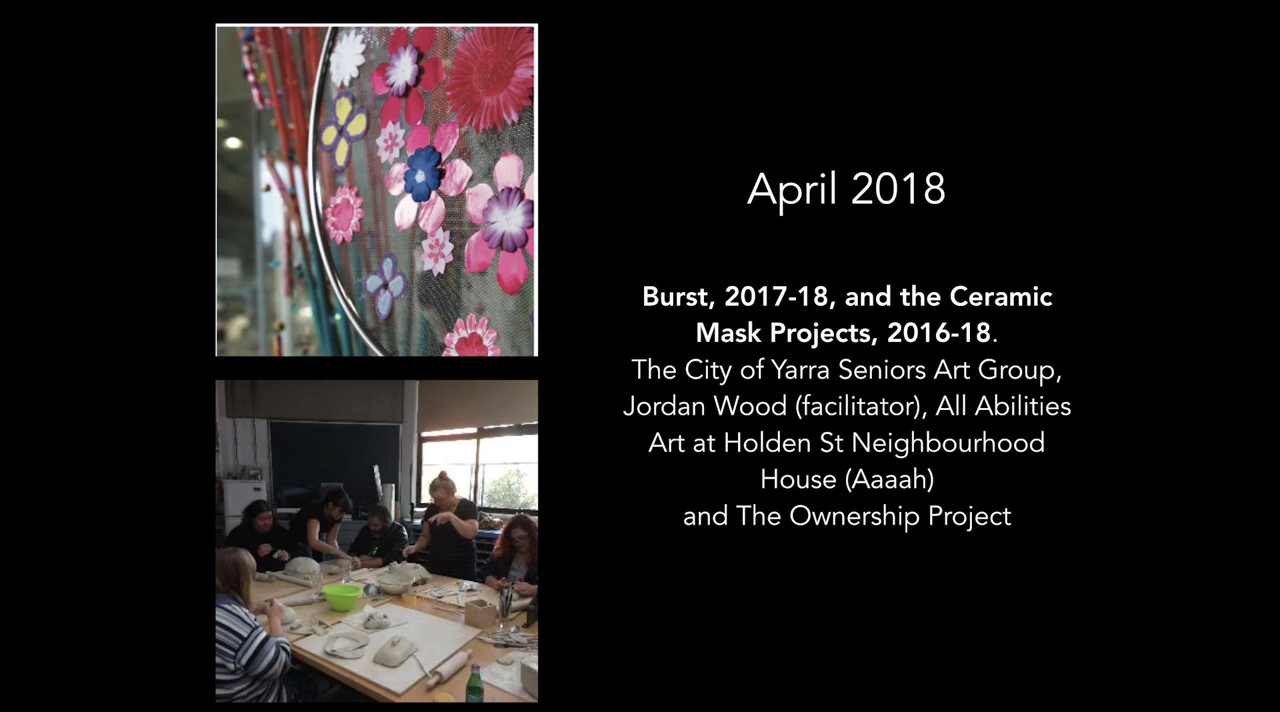 April 2018
Burst, 2017-18, and the Ceramic
Mask Projects, 2016-18.
The City of Yarra Seniors Art Group,
Jordan Wood (facilitator), All Abilities
Art at Holden St Neighbourhood
House (Aaaah)
and The Ownership Project